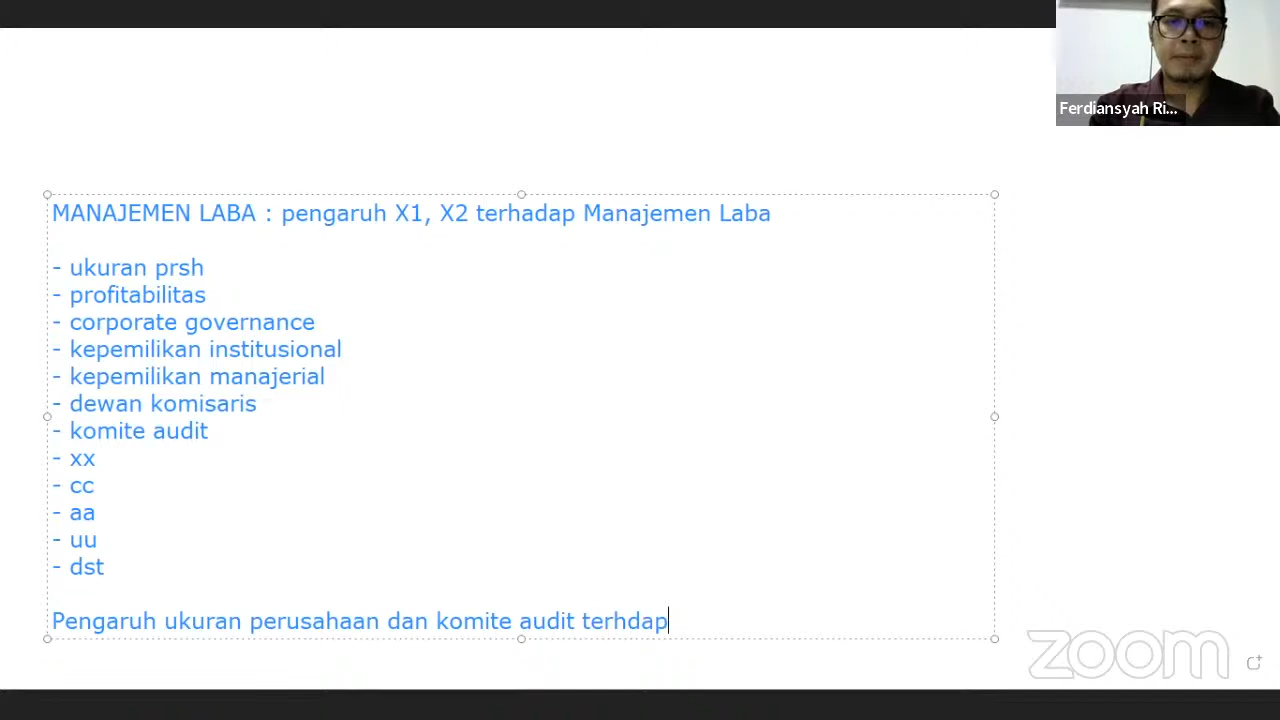 Ferdiansyah Ri...
MANAJEMEN LABA : pengaruh X1, X2 terhadap Manajemen Laba
- ukuran prsh
- profitabilitas
- corporate governance
- kepemilikan institusional
- kepemilikan manajerial
- dewan komisaris
- komite audit
- xx
- cc
- aa
- uu
- dst
Pengaruh ukuran perusahaan dan komite audit terhdap
zoom